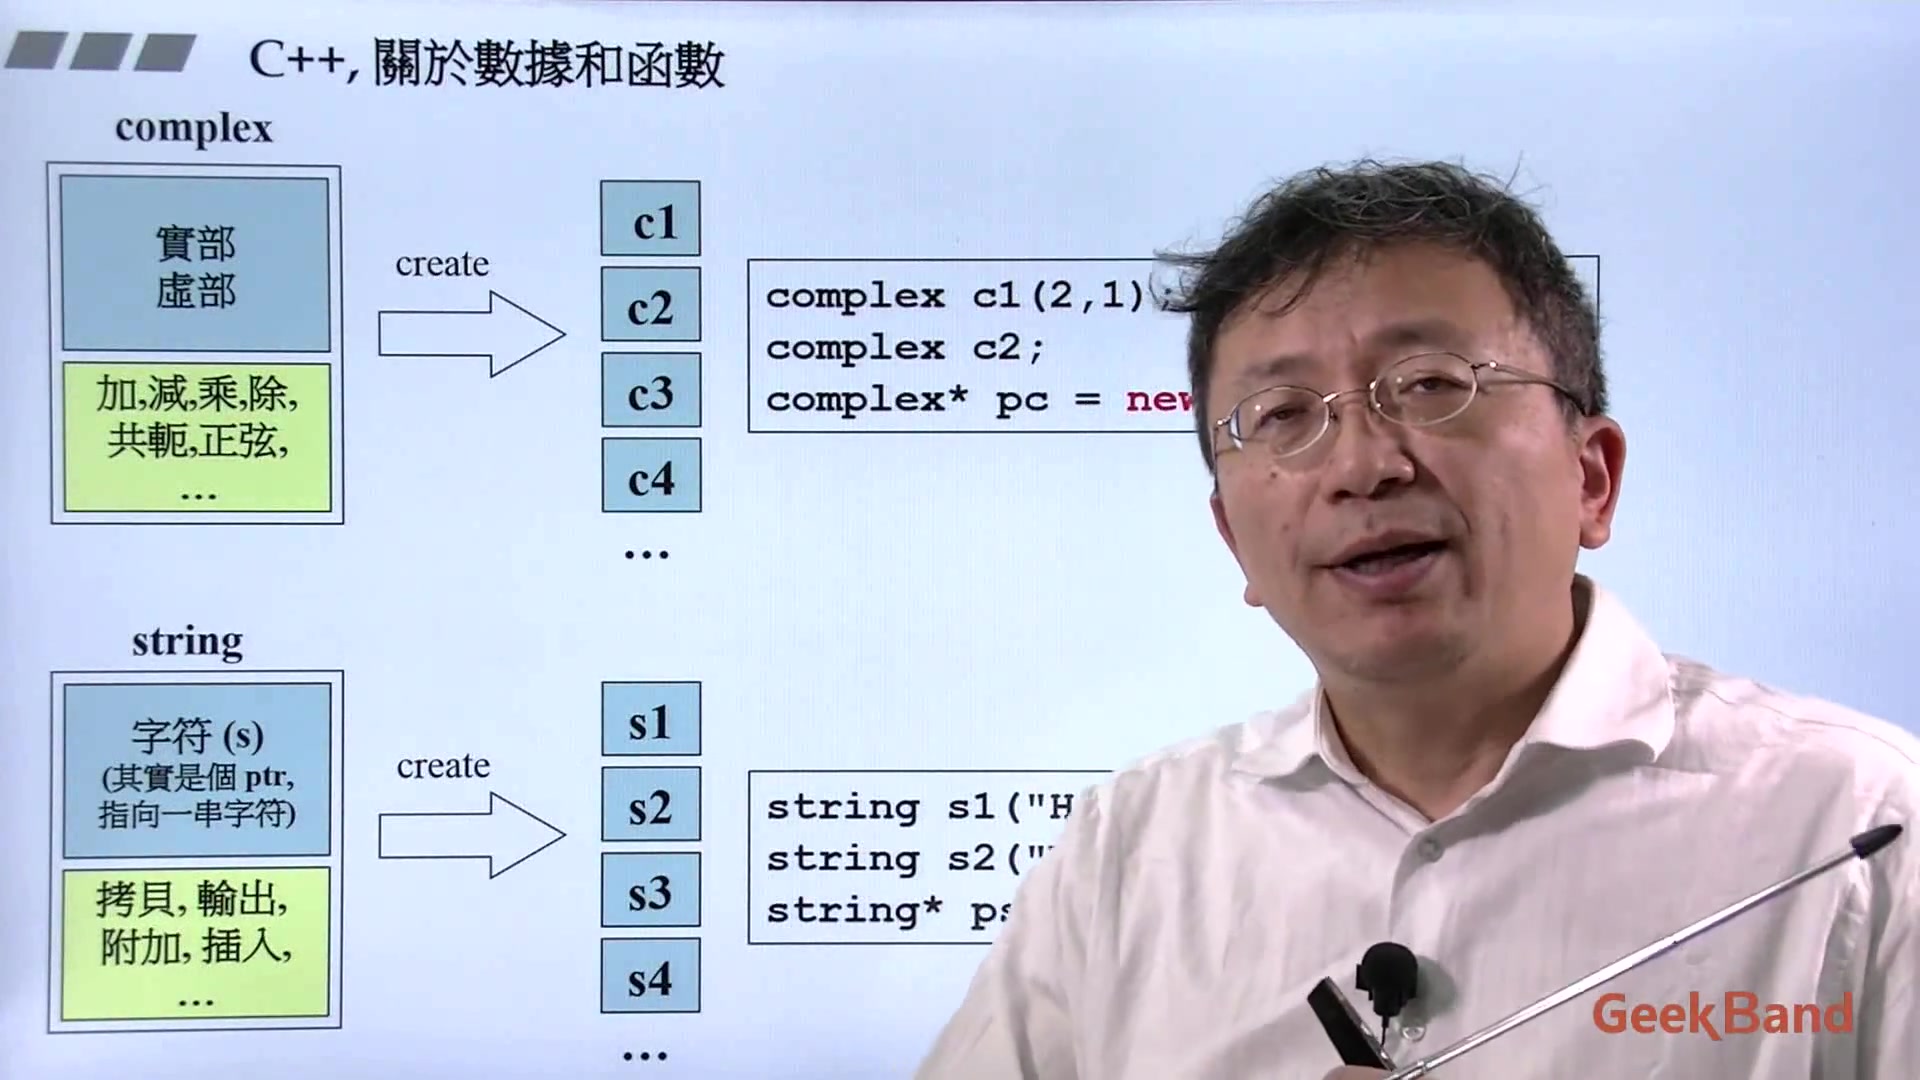 C++, 關於數據和函數
complex
實部
虛部
加,減,乘,除,
共軛,正弦,
...
create
c1
c2
c3
c4
...
complex c1(2,1);
complex c2;
complex* pc = new
string
字符 (s)
(其實是個 ptr,
指向一串字符)
拷貝, 輸出,
附加, 插入,
...
create
s1
s2
s3
s4
...
string s1("H
string s2("
string* ps
GeekBand